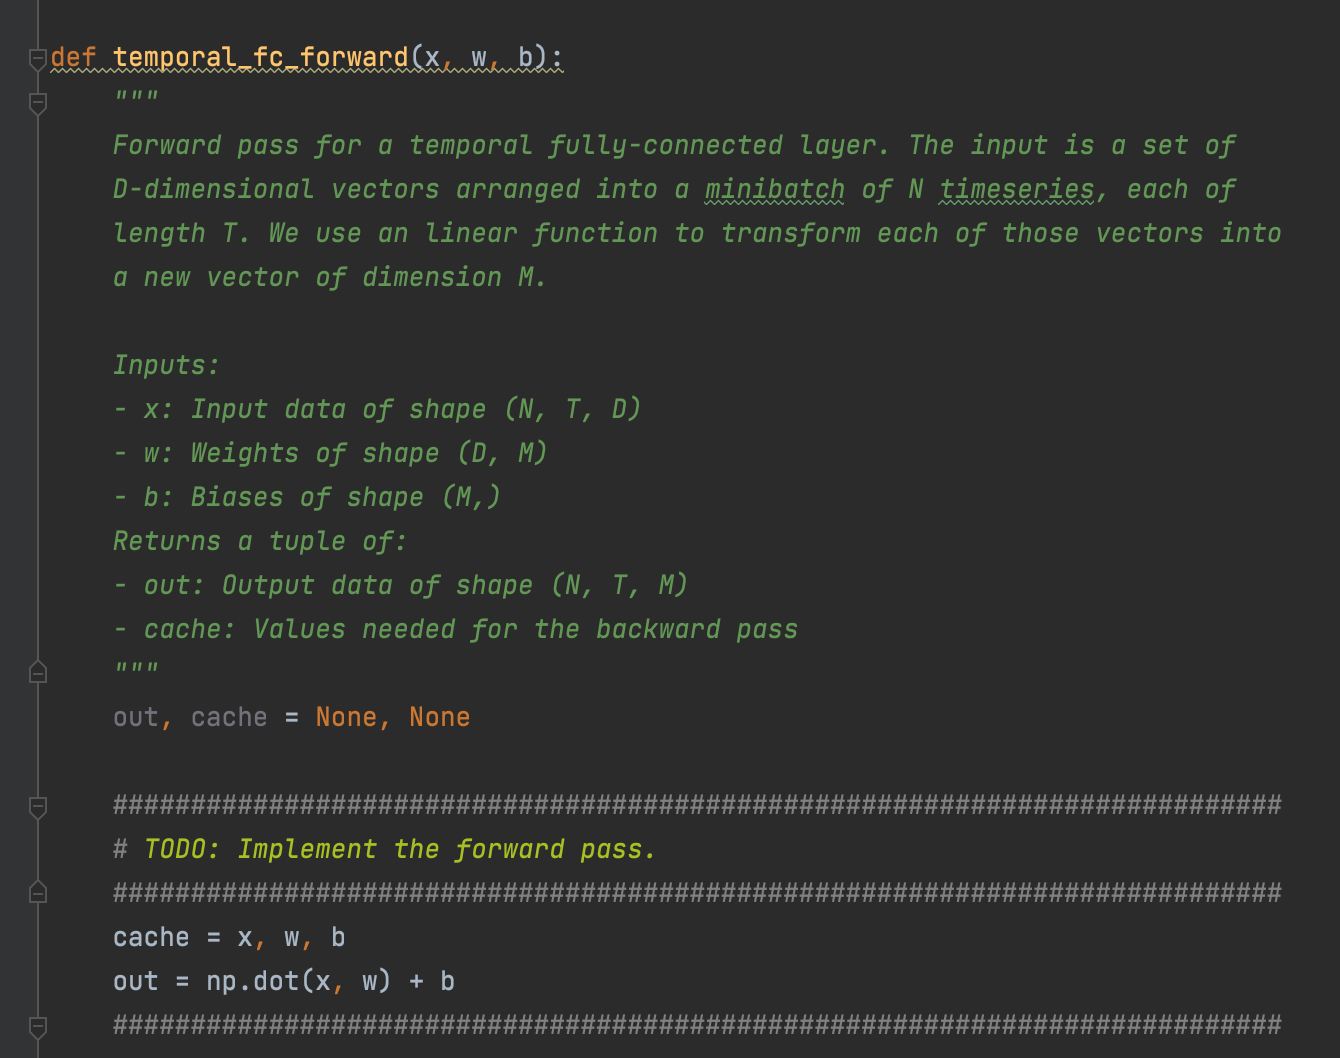 def temporal_fc_forward(x, w, b):
    """
    Forward pass for a temporal fully-connected layer. The input is a set of
    D-dimensional vectors arranged into a minibatch of N timeseries, each of
    length T. We use an linear function to transform each of those vectors into
    a new vector of dimension M.

    Inputs:
    - x: Input data of shape (N, T, D)
    - w: Weights of shape (D, M)
    - b: Biases of shape (M,)
    Returns a tuple of:
    - out: Output data of shape (N, T, M)
    - cache: Values needed for the backward pass
    """
    out, cache = None, None

    ###########################################################################
    # TODO: Implement the forward pass.
    ###########################################################################
    cache = x, w, b
    out = np.dot(x, w) + b
    ###########################################################################